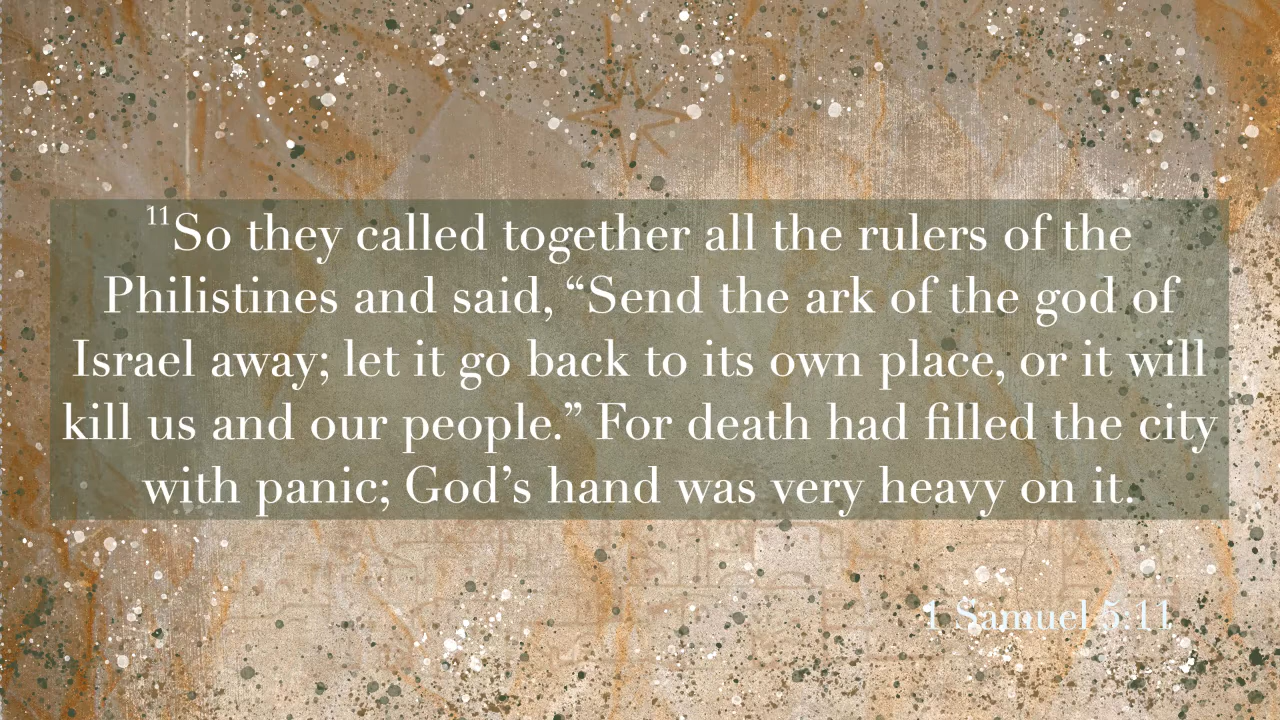 ¹¹So they called together all the rulers of the
Philistines and said, “Send the ark of the god of
Israel away; let it go back to its own place, or it will
kill us and our people.” For death had filled the city
with panic; God’s hand was very heavy on it.
1 Samuel 5:11